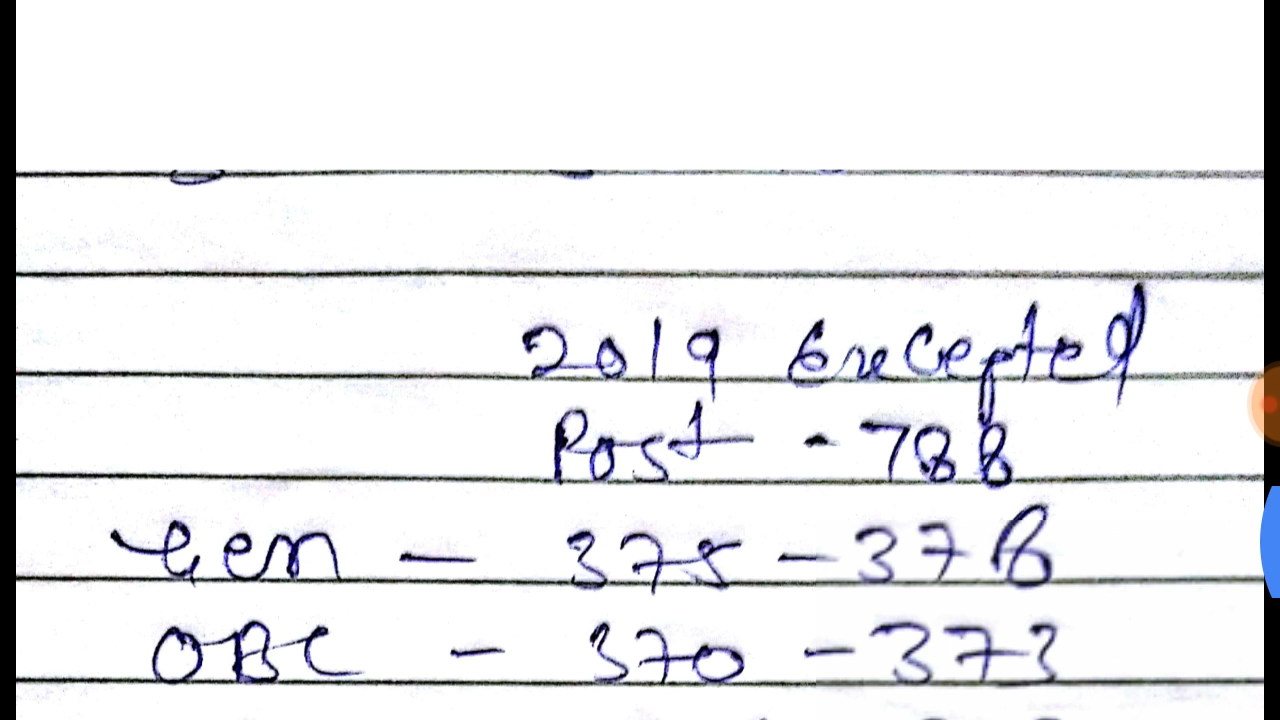 2019 Excepted
Post - 788
Gen - 375 - 378
OBC - 370 - 373